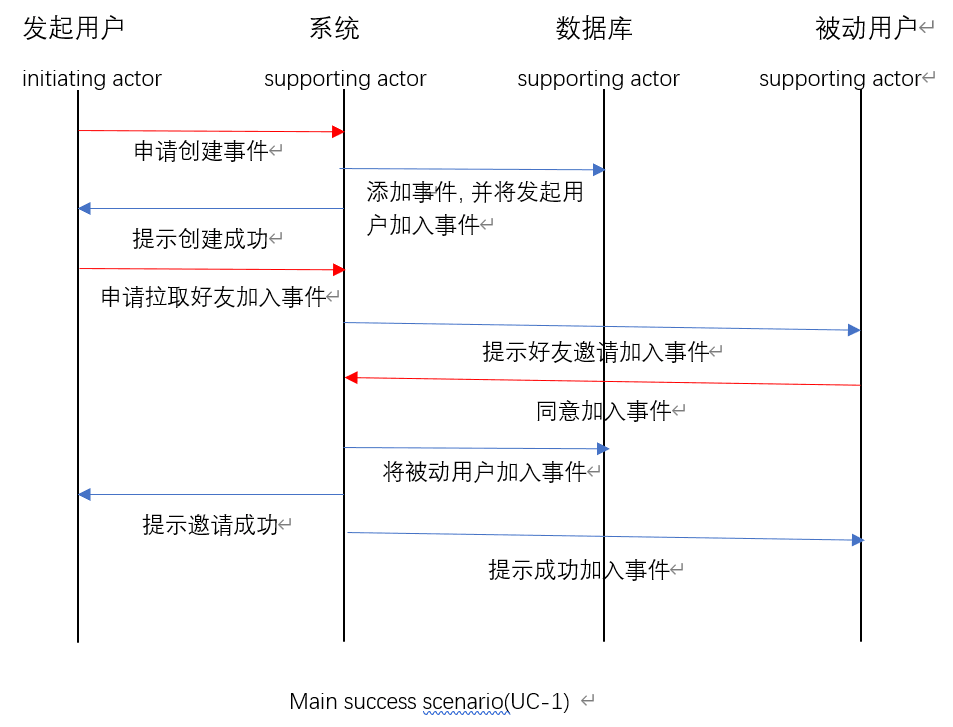 发起用户 系统 数据库 被动用户
initiating actor supporting actor supporting actor supporting actor
申请创建事件
添加事件, 并将发起用
户加入事件
提示创建成功
申请拉取好友加入事件
提示好友邀请加入事件
同意加入事件
将被动用户加入事件
提示邀请成功
提示成功加入事件
Main success scenario(UC-1)